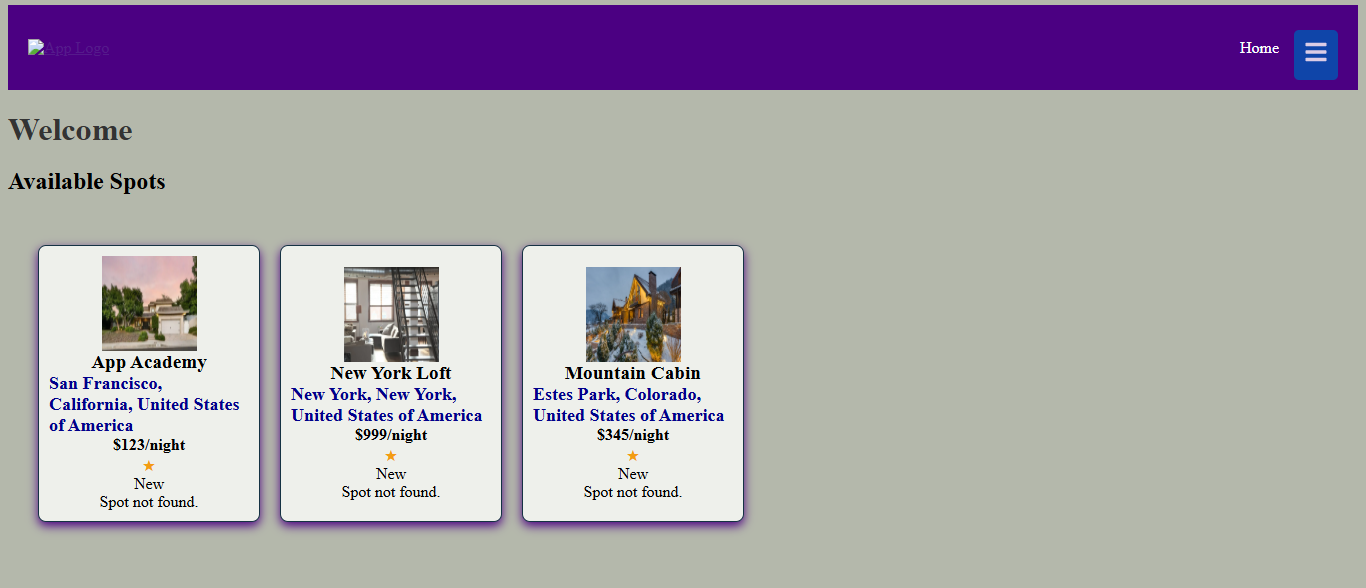 App Logo
Home
Welcome
Available Spots
App Academy
San Francisco,
California, United States
of America
$123/night
★
New
Spot not found.
New York Loft
New York, New York,
United States of America
$999/night
★
New
Spot not found.
Mountain Cabin
Estes Park, Colorado,
United States of America
$345/night
★
New
Spot not found.